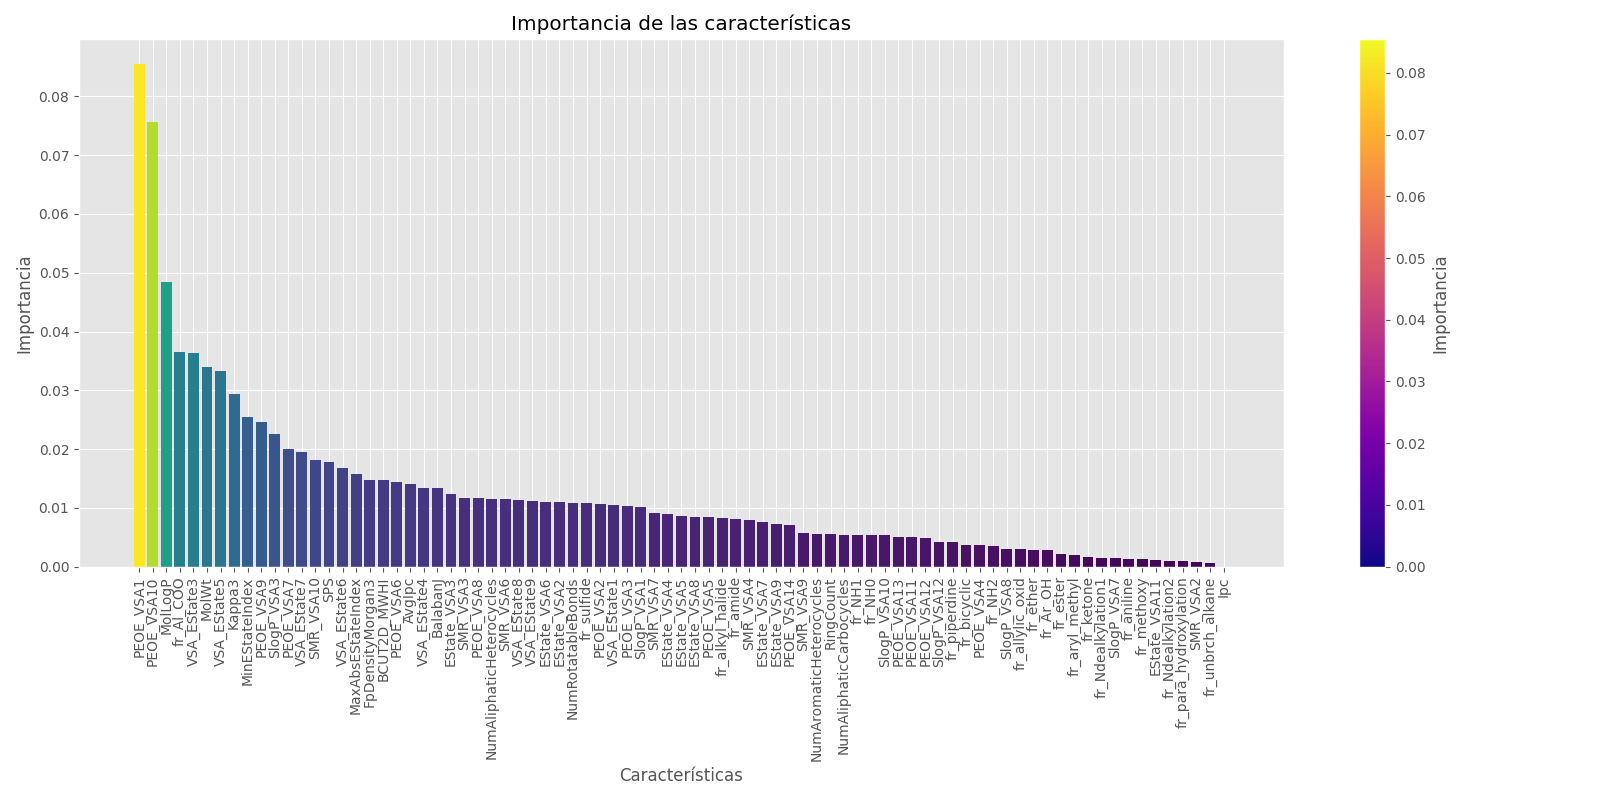 Importancia de las características
Importancia
0.08
0.07
0.06
0.05
0.04
0.03
0.02
0.01
0.00
PEOE_VSA1
PEOE_VSA10
MolLogP
fr_Al_COO
VSA_EState3
MolWt
VSA_EState5
Kappa3
MinEStateIndex
PEOE_VSA9
SlogP_VSA3
PEOE_VSA7
VSA_EState7
SMR_VSA10
SPS
VSA_EState6
MaxAbsEStateIndex
FpDensityMorgan3
BCUT2D_MWHI
PEOE_VSA6
AvgIpc
VSA_EState4
BalabanJ
EState_VSA3
SMR_VSA3
PEOE_VSA8
NumAliphaticHeterocycles
SMR_VSA6
VSA_EState8
VSA_EState9
EState_VSA6
EState_VSA2
NumRotatableBonds
fr_sulfide
PEOE_VSA2
VSA_EState1
PEOE_VSA3
SlogP_VSA1
SMR_VSA7
EState_VSA4
EState_VSA5
EState_VSA8
PEOE_VSA5
fr_alkyl_halide
fr_amide
SMR_VSA4
EState_VSA7
EState_VSA9
PEOE_VSA14
SMR_VSA9
NumAromaticHeterocycles
RingCount
NumAliphaticCarbocycles
fr_NH1
fr_NH0
SlogP_VSA10
PEOE_VSA13
PEOE_VSA11
PEOE_VSA12
SlogP_VSA12
fr_piperdine
fr_bicyclic
PEOE_VSA4
fr_NH2
SlogP_VSA8
fr_allylic_oxid
fr_ether
fr_Ar_OH
fr_ester
fr_aryl_methyl
fr_ketone
fr_Ndealkylation1
SlogP_VSA7
fr_aniline
fr_methoxy
EState_VSA11
fr_Ndealkylation2
fr_para_hydroxylation
SMR_VSA2
fr_unbrch_alkane
Ipc
Características
0.08
0.07
0.06
0.05
0.04
0.03
0.02
0.01
0.00
Importancia